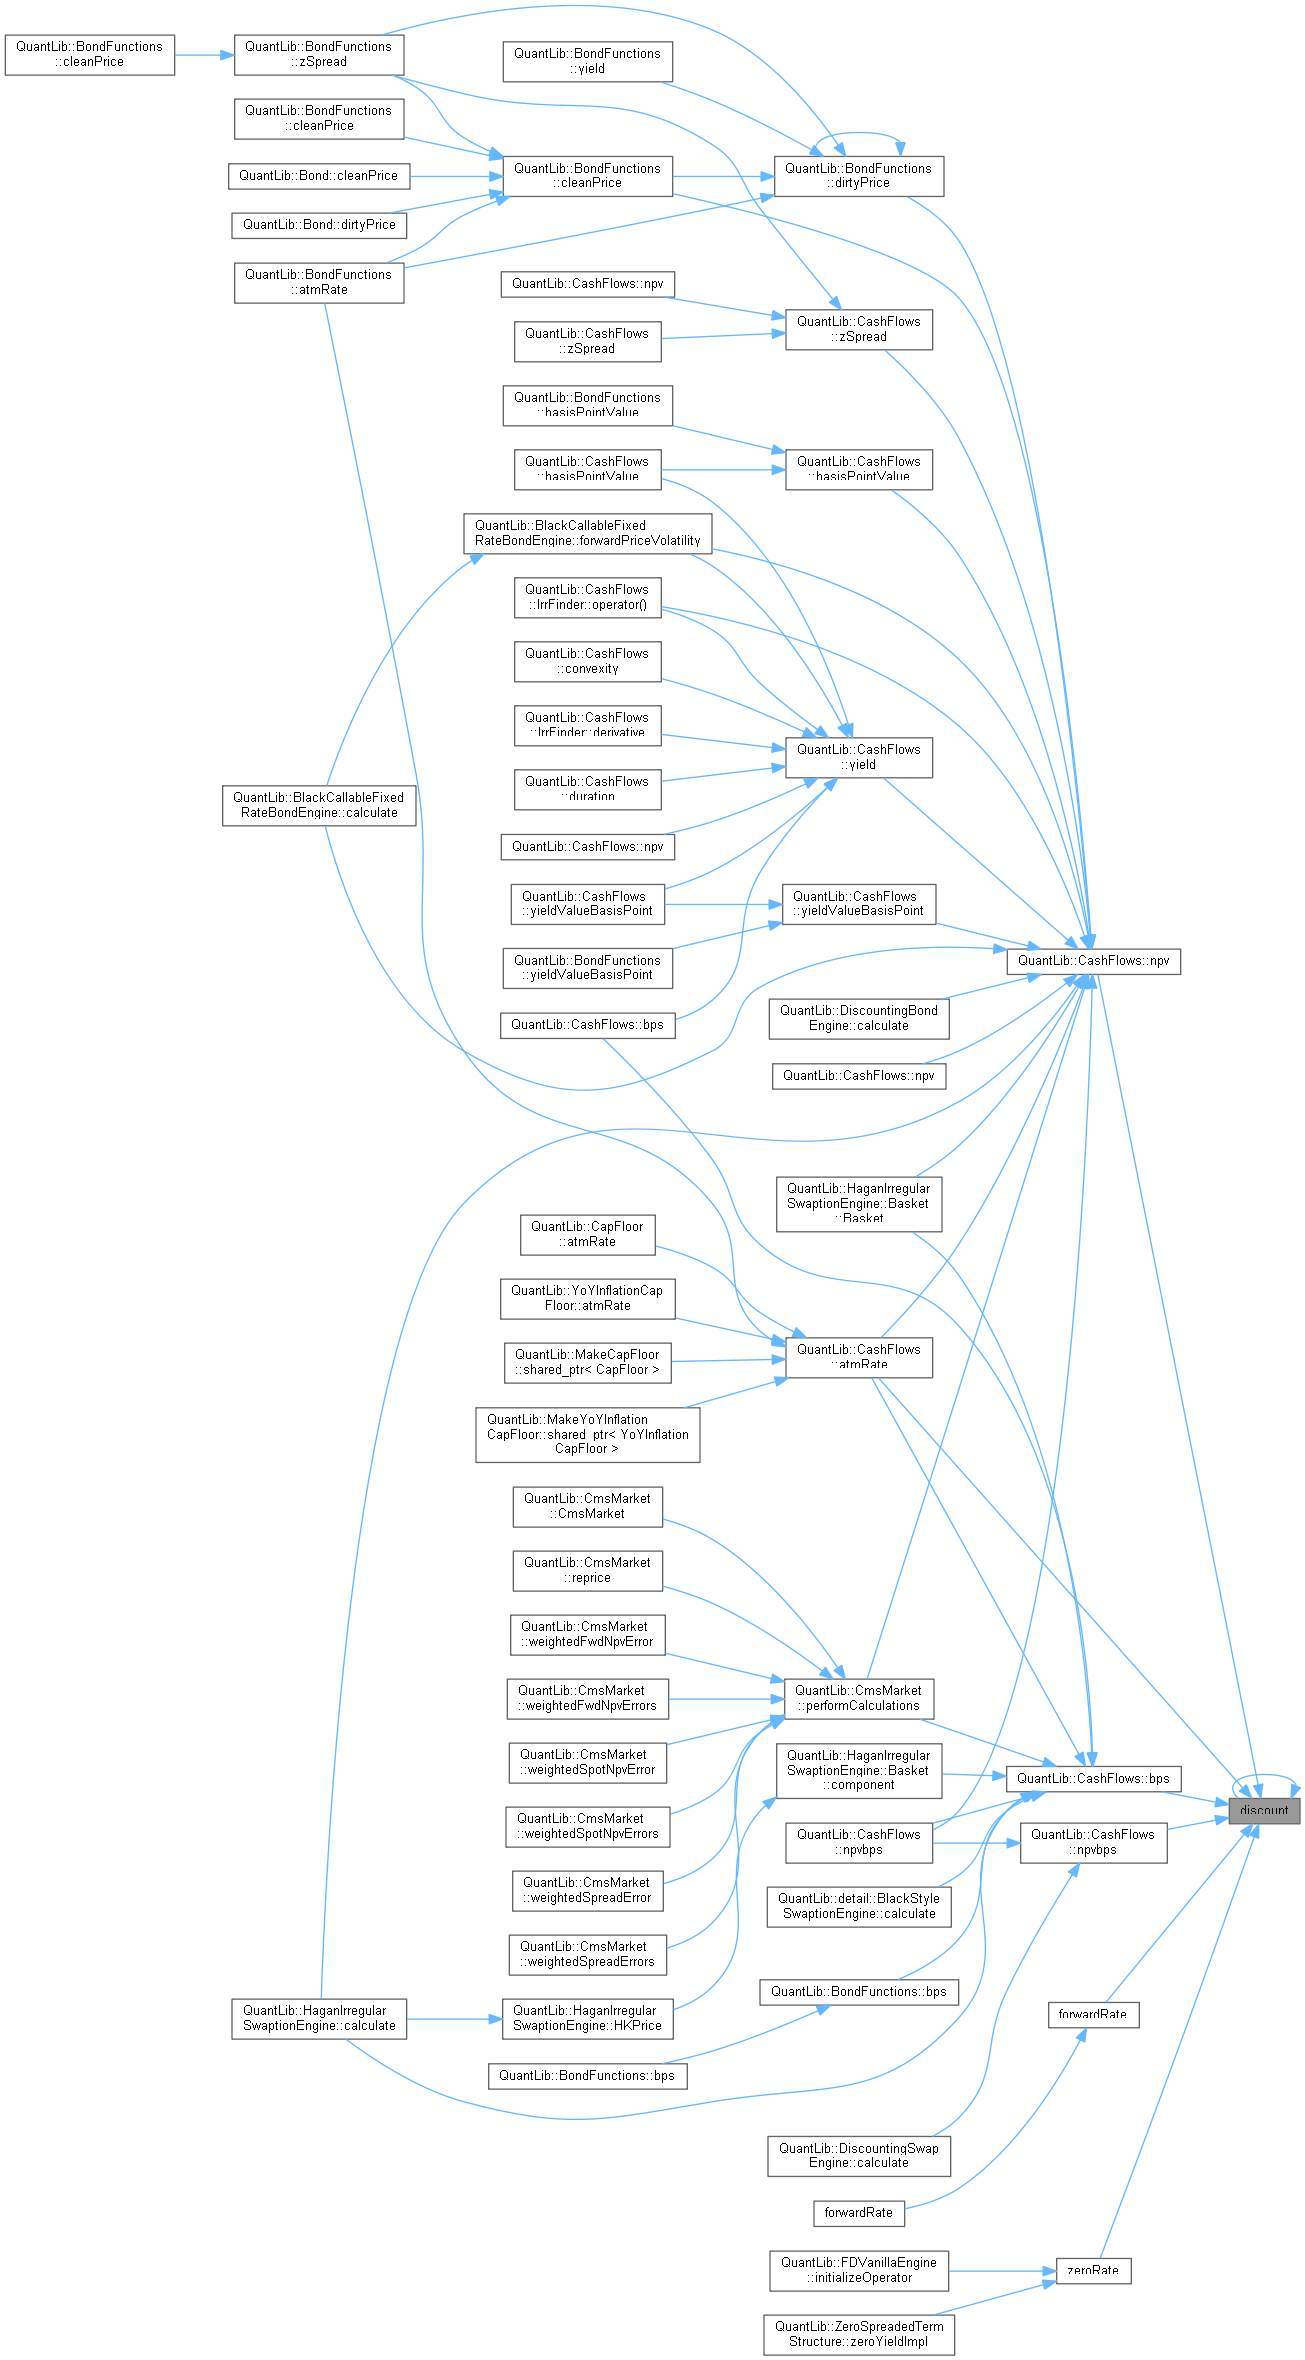 QuantLib::BondFunctions
::cleanPrice
QuantLib::BondFunctions
::zSpread
QuantLib::BondFunctions
::yield
QuantLib::BondFunctions
::cleanPrice
QuantLib::Bond::cleanPrice
QuantLib::BondFunctions
::cleanPrice
QuantLib::BondFunctions
::dirtyPrice
QuantLib::Bond::dirtyPrice
QuantLib::BondFunctions
::atmRate
QuantLib::CashFlows::npv
QuantLib::CashFlows
::zSpread
QuantLib::CashFlows
::zSpread
QuantLib::BondFunctions
::basisPointValue
QuantLib::CashFlows
::basisPointValue
QuantLib::CashFlows
::basisPointValue
QuantLib::BlackCallableFixed
RateBondEngine::forwardPriceVolatility
QuantLib::CashFlows
::IrrFinder::operator()
QuantLib::CashFlows
::convexity
QuantLib::CashFlows
::IrrFinder::derivative
QuantLib::CashFlows
::yield
QuantLib::CashFlows
::duration
QuantLib::BlackCallableFixed
RateBondEngine::calculate
QuantLib::CashFlows::npv
QuantLib::CashFlows
::yieldValueBasisPoint
QuantLib::CashFlows
::yieldValueBasisPoint
QuantLib::BondFunctions
::yieldValueBasisPoint
QuantLib::CashFlows::npv
QuantLib::CashFlows::bps
QuantLib::DiscountingBond
Engine::calculate
QuantLib::CashFlows::npv
QuantLib::HaganIrregular
SwaptionEngine::Basket
::Basket
QuantLib::CapFloor
::atmRate
QuantLib::YoYInflationCap
Floor::atmRate
QuantLib::MakeCapFloor
::shared_ptr< CapFloor >
QuantLib::CashFlows
::atmRate
QuantLib::MakeYoYInflation
CapFloor::shared_ptr< YoYInflation
CapFloor >
QuantLib::CmsMarket
::CmsMarket
QuantLib::CmsMarket
::reprice
QuantLib::CmsMarket
::weightedFwdNpvError
QuantLib::CmsMarket
::weightedFwdNpvErrors
QuantLib::CmsMarket
::performCalculations
QuantLib::CmsMarket
::weightedSpotNpvError
QuantLib::HaganIrregular
SwaptionEngine::Basket
::component
QuantLib::CashFlows::bps
discount
QuantLib::CmsMarket
::weightedSpotNpvErrors
QuantLib::CashFlows
::npvbps
QuantLib::CashFlows
::npvbps
QuantLib::CmsMarket
::weightedSpreadError
QuantLib::detail::BlackStyle
SwaptionEngine::calculate
QuantLib::CmsMarket
::weightedSpreadErrors
QuantLib::BondFunctions::bps
QuantLib::HaganIrregular
SwaptionEngine::calculate
QuantLib::HaganIrregular
SwaptionEngine::HKPrice
forwardRate
QuantLib::BondFunctions::bps
QuantLib::DiscountingSwap
Engine::calculate
forwardRate
QuantLib::FDVanillaEngine
::initializeOperator
zeroRate
QuantLib::ZeroSpreadedTerm
Structure::zeroYieldImpl